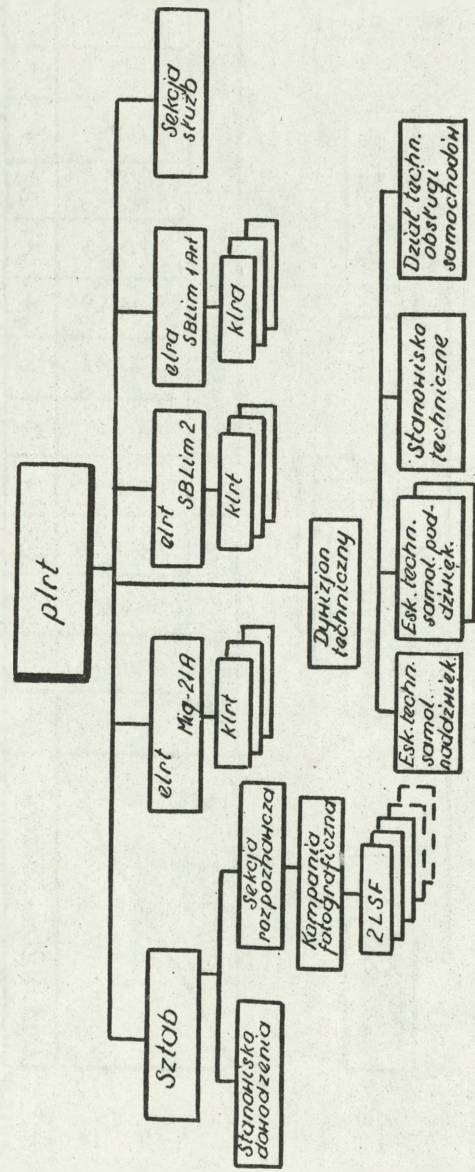 plrt
Sztab
elrt
Mig-21A
elrt
SBLim 2
elra
SBLim 1 Art
Sekcja
służb
klrt
klrt
klra
Stanowisko
dowodzenia
Sekcja
rozpoznawcza
Kampania
fotograficzna
2 LSF
Dywizjon
techniczny
Esk. techn.
samol.
naddźwięk.
Esk. techn.
samol. pod-
dźwięk.
Stanowisko
techniczne
Dział techn.
obsługi
samochodów